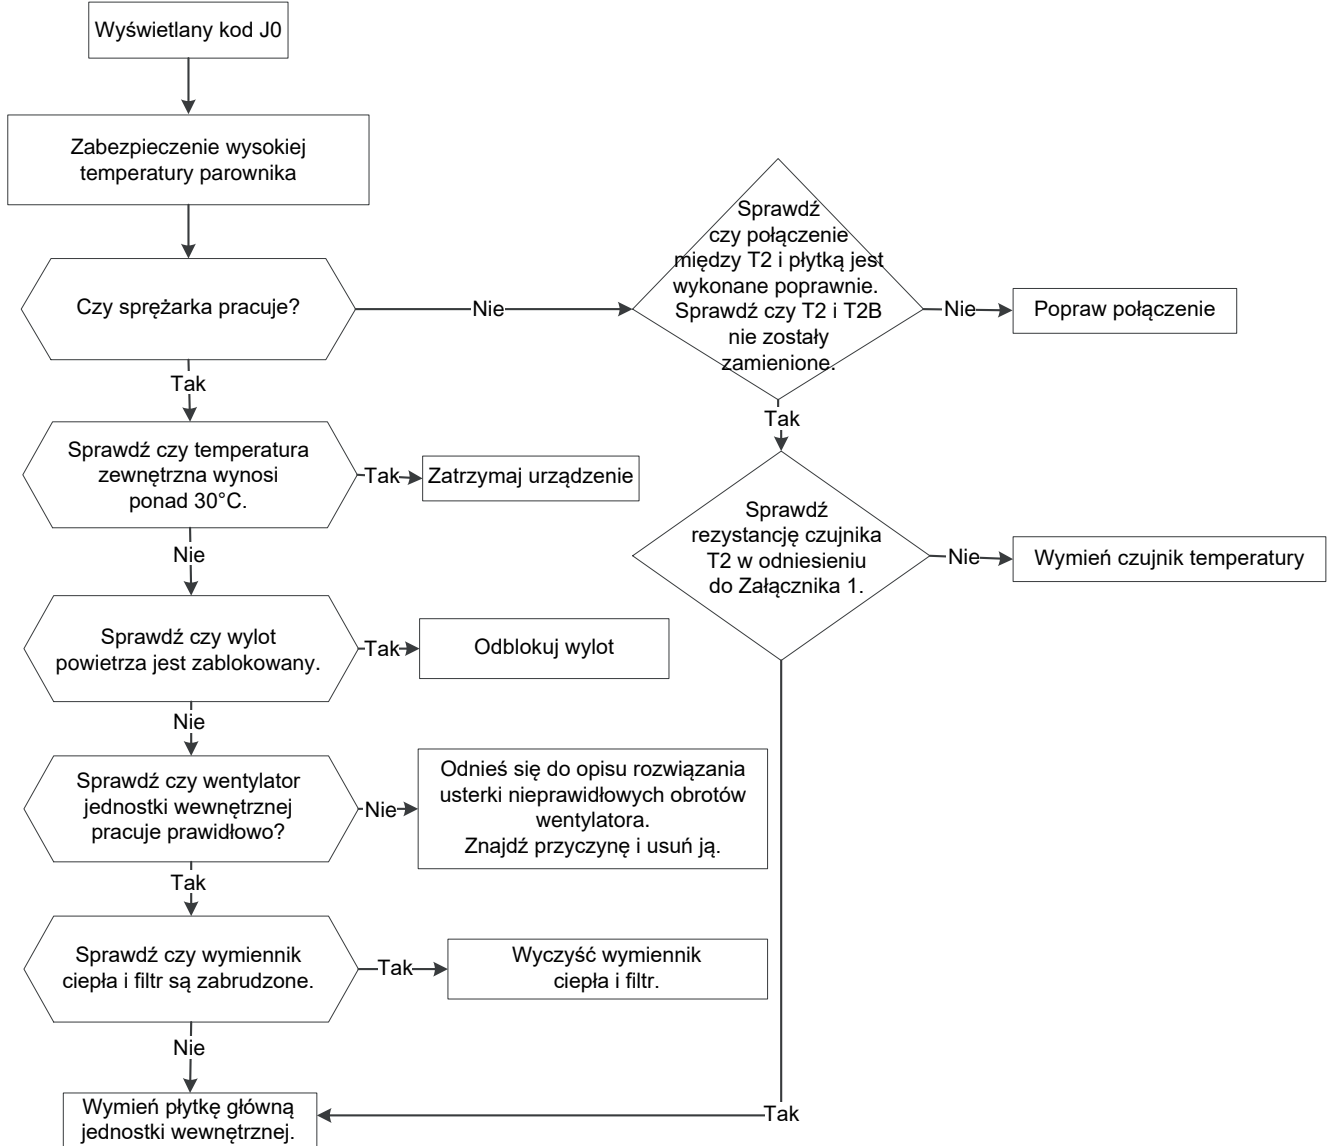 Wyświetlany kod J0
Zabezpieczenie wysokiej
temperatury parownika
Czy sprężarka pracuje?
Nie
Sprawdź
czy połączenie
między T2 i płytką jest
wykonane poprawnie.
Sprawdź czy T2 i T2B
nie zostały
zamienione.
Nie
Popraw połączenie
Tak
Tak
Sprawdź czy temperatura
zewnętrzna wynosi
ponad 30°C.
Tak
Zatrzymaj urządzenie
Sprawdź
rezystancję czujnika
T2 w odniesieniu
do Załącznika 1.
Nie
Wymień czujnik temperatury
Nie
Sprawdź czy wylot
powietrza jest zablokowany.
Tak
Odblokuj wylot
Nie
Sprawdź czy wentylator
jednostki wewnętrznej
pracuje prawidłowo?
Nie
Odnieś się do opisu rozwiązania
usterki nieprawidłowych obrotów
wentylatora.
Znajdź przyczynę i usuń ją.
Tak
Sprawdź czy wymiennik
ciepła i filtr są zabrudzone.
Tak
Wyczyść wymiennik
ciepła i filtr.
Nie
Wymień płytkę główną
jednostki wewnętrznej.
Tak